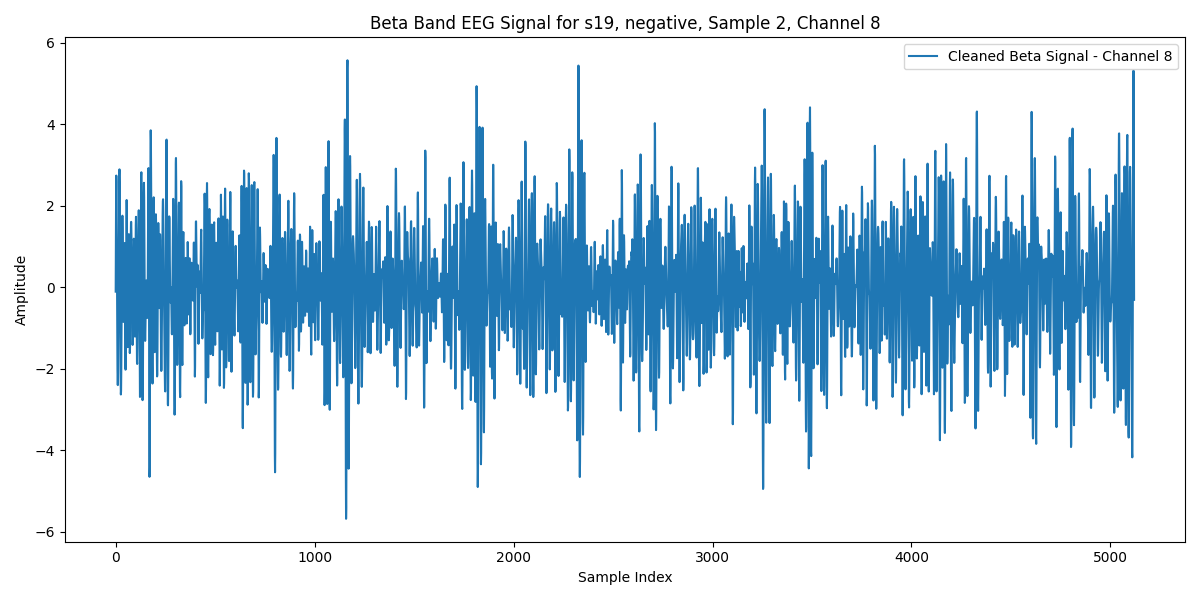 Beta Band EEG Signal for s19, negative, Sample 2, Channel 8
Cleaned Beta Signal - Channel 8
Amplitude
6
4
2
0
−2
−4
−6
0 1000 2000 3000 4000 5000
Sample Index